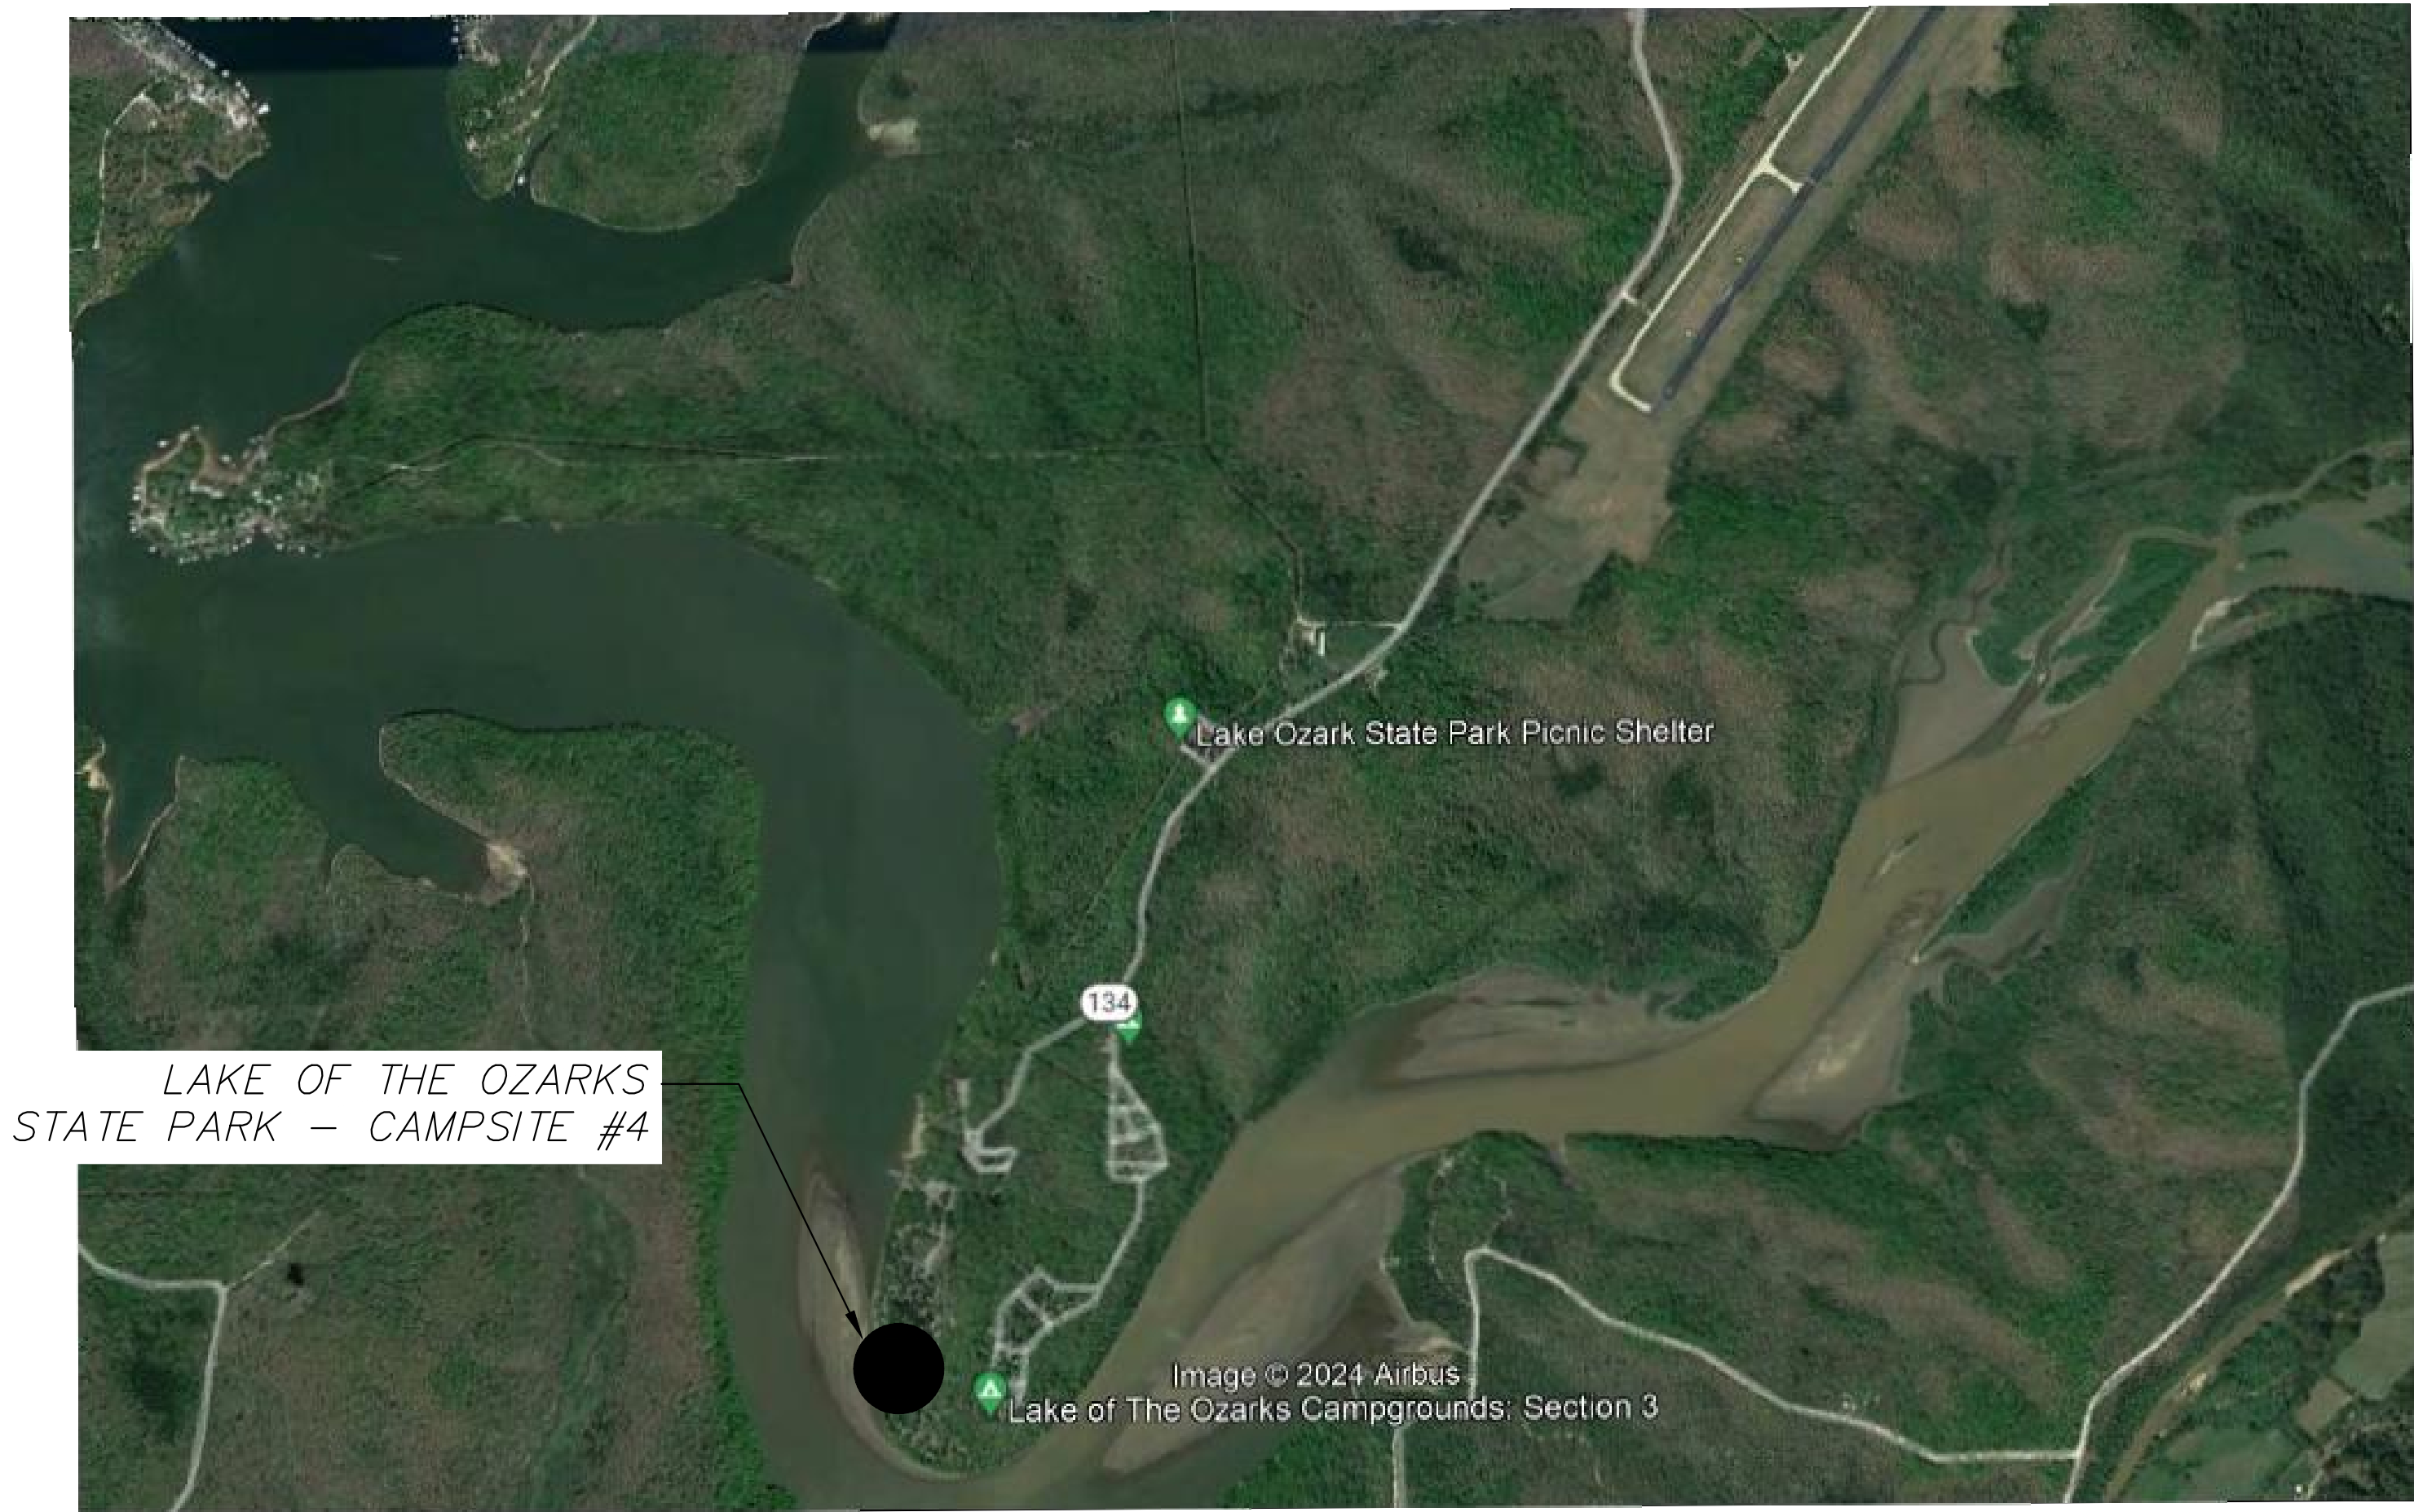 Lake Ozark State Park Picnic Shelter
134
LAKE OF THE OZARKS
STATE PARK – CAMPSITE #4
Image © 2024 Airbus
Lake of The Ozarks Campgrounds: Section 3